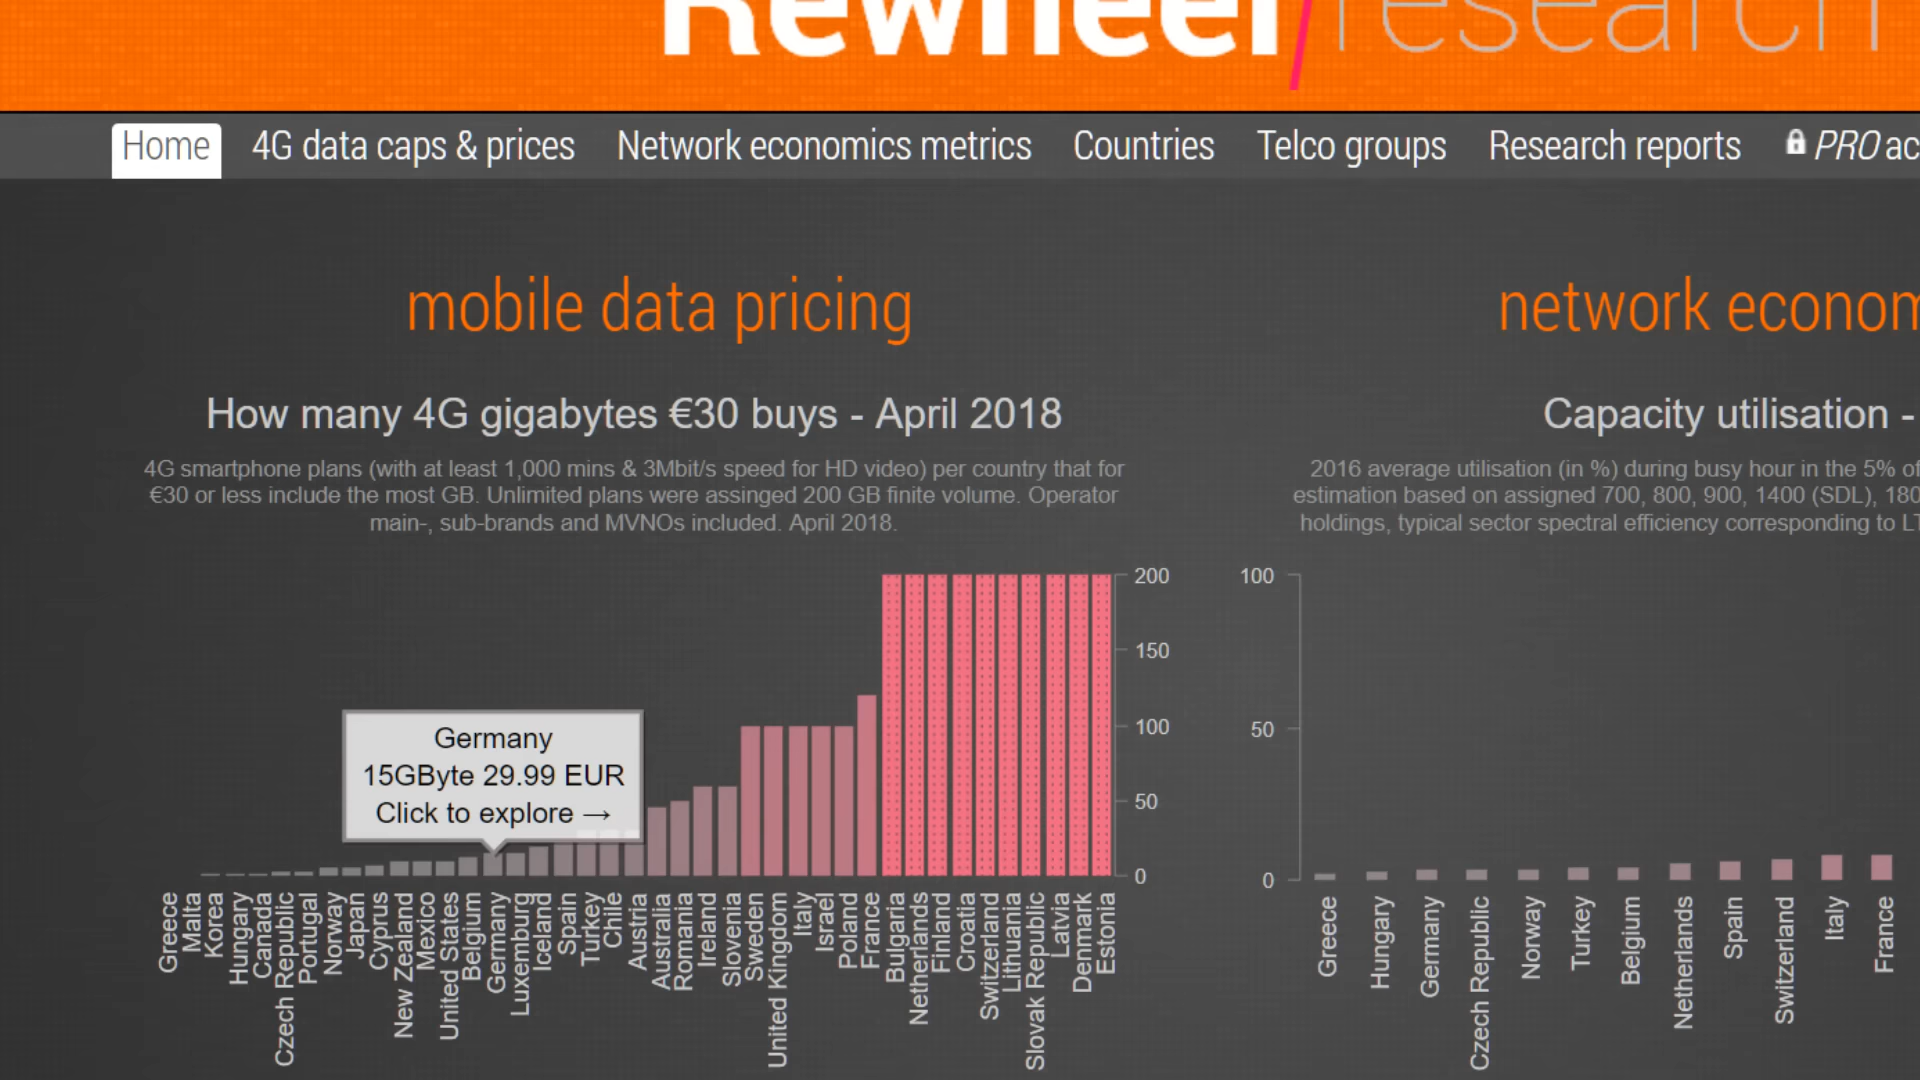 Rewheel/research
Home
4G data caps & prices
Network economics metrics
Countries
Telco groups
Research reports
PRO ac
mobile data pricing
How many 4G gigabytes €30 buys - April 2018
4G smartphone plans (with at least 1,000 mins & 3Mbit/s speed for HD video) per country that for
€30 or less include the most GB. Unlimited plans were assinged 200 GB finite volume. Operator
main-, sub-brands and MVNOs included. April 2018.
200
150
100
50
0
Germany
15GByte 29.99 EUR
Click to explore →
Greece
Malta
Korea
Hungary
Canada
Czech Republic
Portugal
Norway
Japan
Cyprus
New Zealand
Mexico
United States
Belgium
Germany
Luxemburg
Iceland
Spain
Turkey
Chile
Austria
Australia
Romania
Ireland
Slovenia
Sweden
United Kingdom
Italy
Israel
Poland
France
Bulgaria
Netherlands
Finland
Croatia
Switzerland
Lithuania
Slovak Republic
Latvia
Denmark
Estonia
network econom
Capacity utilisation -
2016 average utilisation (in %) during busy hour in the 5% of
estimation based on assigned 700, 800, 900, 1400 (SDL), 180
holdings, typical sector spectral efficiency corresponding to LT
100
50
0
Greece
Hungary
Germany
Czech Republic
Norway
Turkey
Belgium
Netherlands
Spain
Switzerland
Italy
France